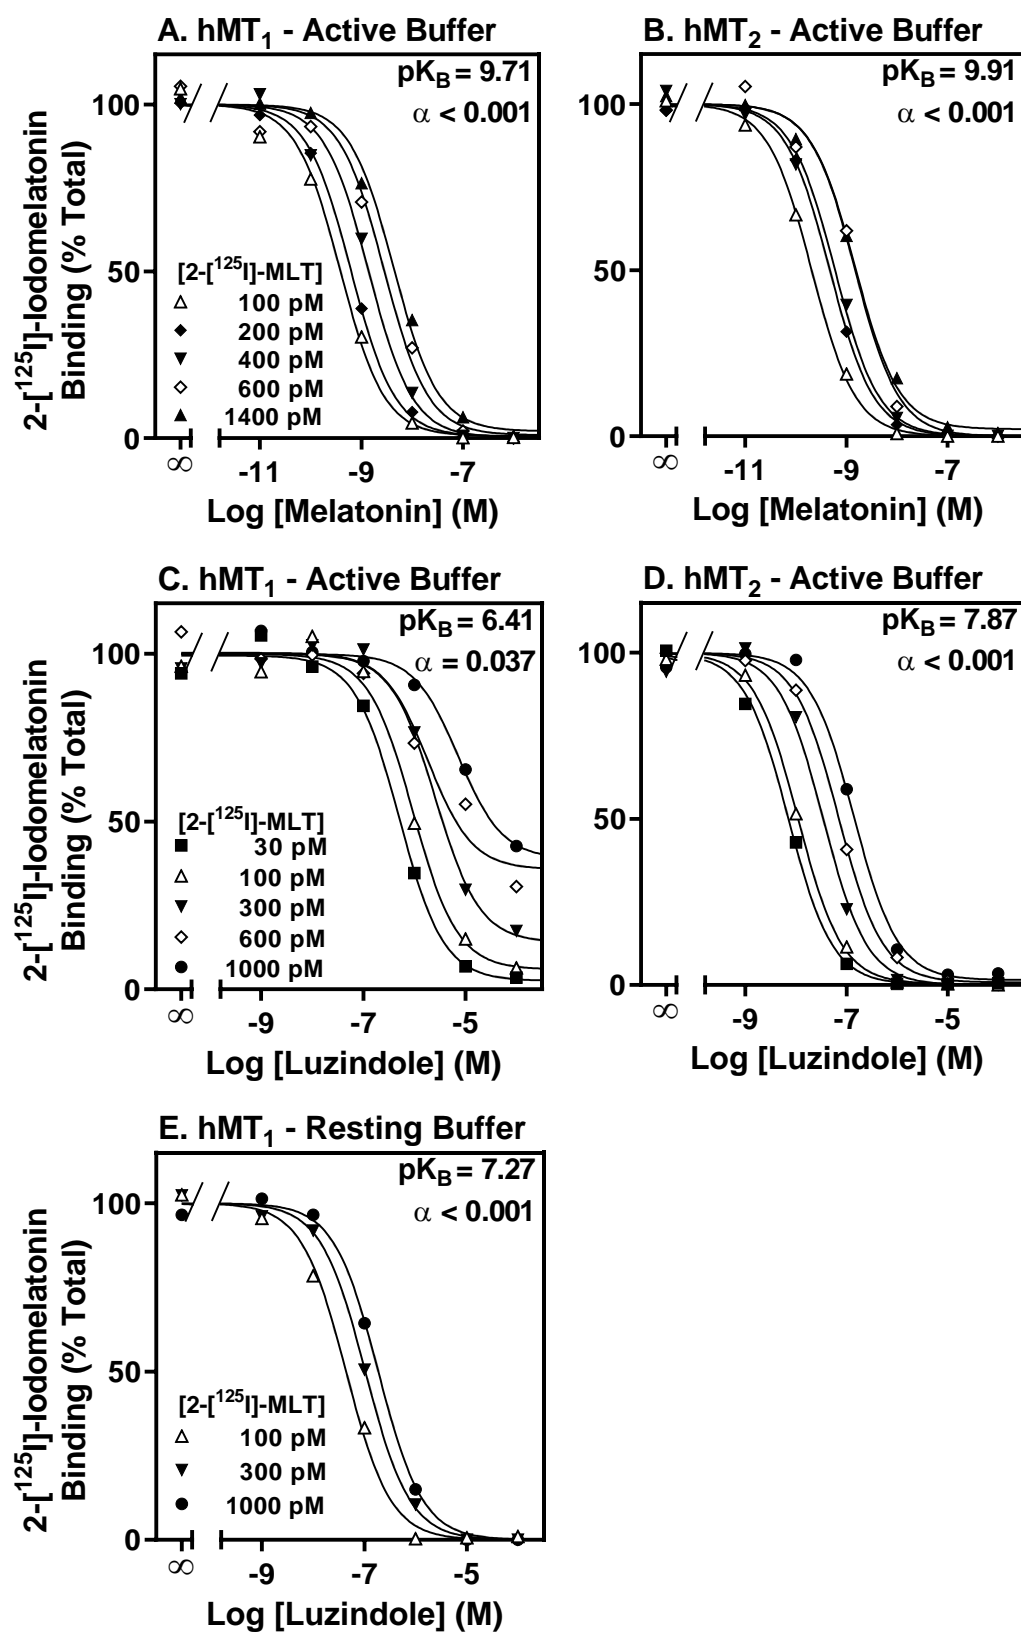 A. hMT1 - Active Buffer
pKB = 9.71
α < 0.001
100
50
0
2-[125I]-Iodomelatonin
Binding (% Total)
[2-[125I]-MLT]
100 pM
200 pM
400 pM
600 pM
1400 pM
∞
-11
-9
-7
Log [Melatonin] (M)
B. hMT2 - Active Buffer
pKB = 9.91
α < 0.001
100
50
0
∞
-11
-9
-7
Log [Melatonin] (M)
C. hMT1 - Active Buffer
pKB = 6.41
α = 0.037
100
50
0
2-[125I]-Iodomelatonin
Binding (% Total)
[2-[125I]-MLT]
30 pM
100 pM
300 pM
600 pM
1000 pM
∞
-9
-7
-5
Log [Luzindole] (M)
D. hMT2 - Active Buffer
pKB = 7.87
α < 0.001
100
50
0
∞
-9
-7
-5
Log [Luzindole] (M)
E. hMT1 - Resting Buffer
pKB = 7.27
α < 0.001
100
50
0
2-[125I]-Iodomelatonin
Binding (% Total)
[2-[125I]-MLT]
100 pM
300 pM
1000 pM
∞
-9
-7
-5
Log [Luzindole] (M)